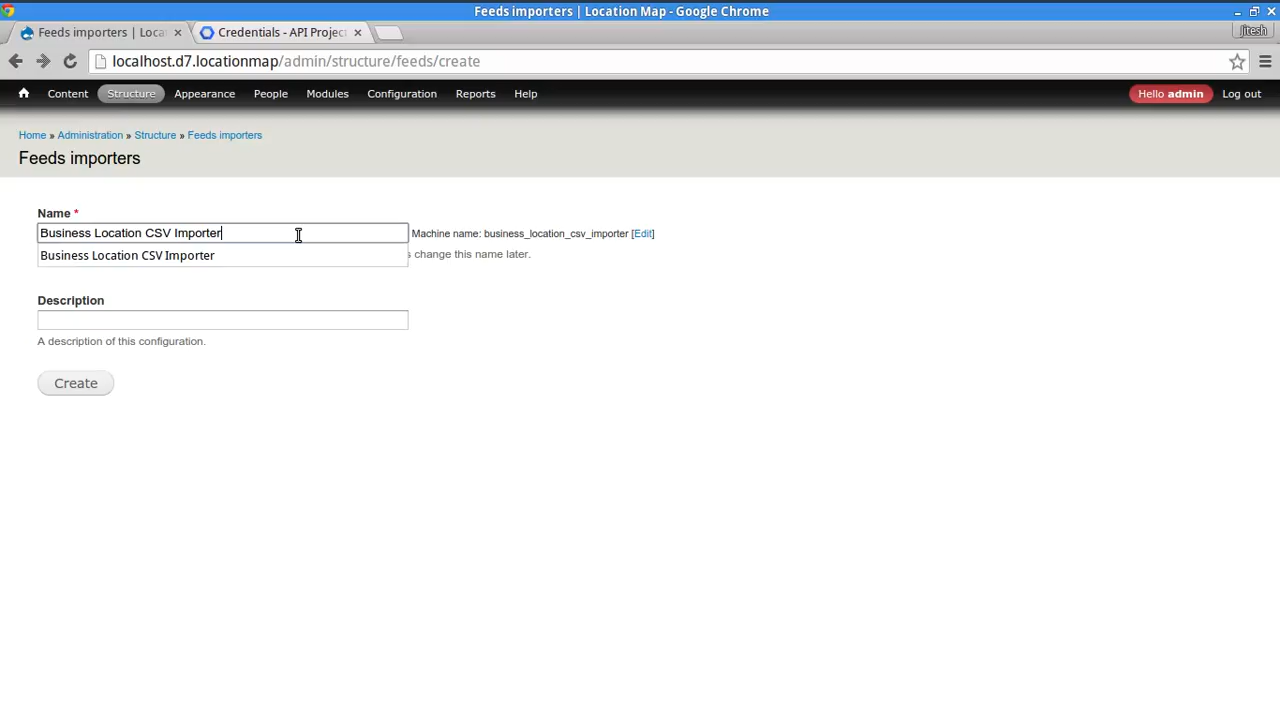 Feeds importers | Location Map - Google Chrome
Feeds importers | Loca
Credentials - API Project
jitesh
localhost.d7.locationmap/admin/structure/feeds/create
Content Structure Appearance People Modules Configuration Reports Help Hello admin Log out
Home » Administration » Structure » Feeds importers
Feeds importers
Name *
Business Location CSV Importer Machine name: business_location_csv_importer [Edit]
Business Location CSV Importer s change this name later.
Description
A description of this configuration.
Create